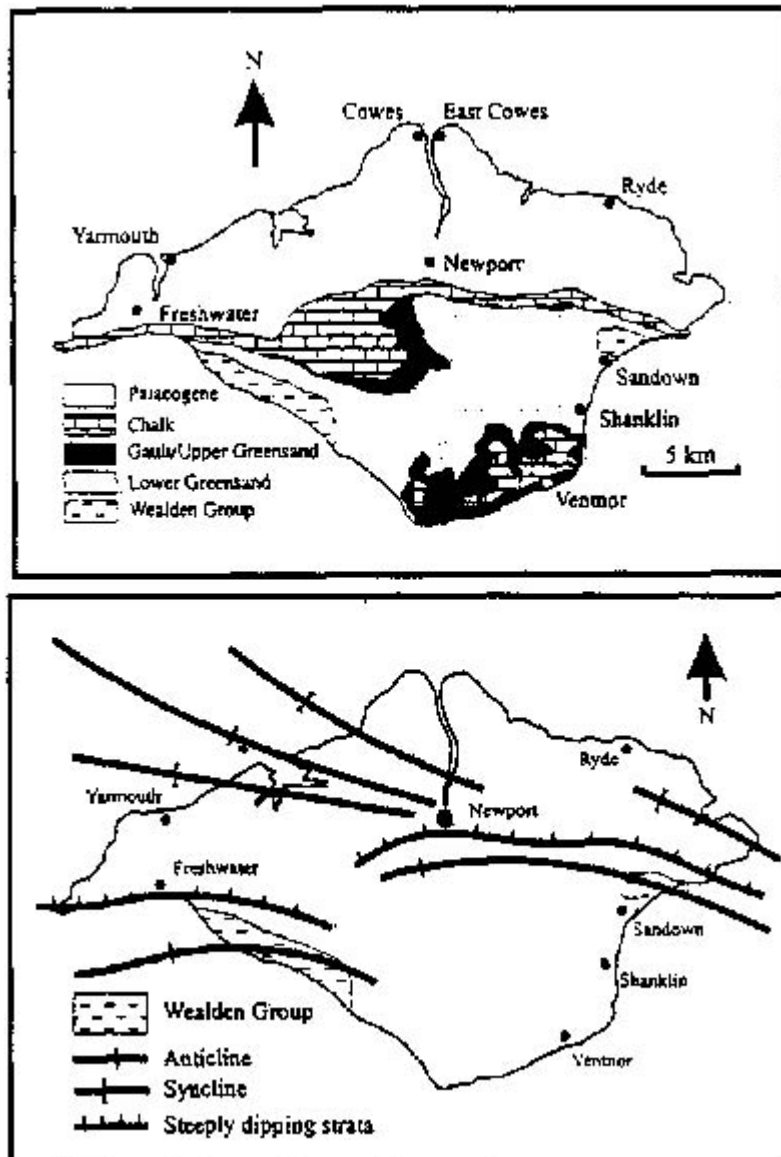 N
Cowes
East Cowes
Ryde
Yarmouth
Newport
Freshwater
Sandown
Shanklin
Ventnor
Palaeogene
Chalk
Gault/Upper Greensand
Lower Greensand
Wealden Group
5 km
N
Ryde
Yarmouth
Newport
Freshwater
Sandown
Shanklin
Ventnor
Wealden Group
Anticline
Syncline
Steeply dipping strata